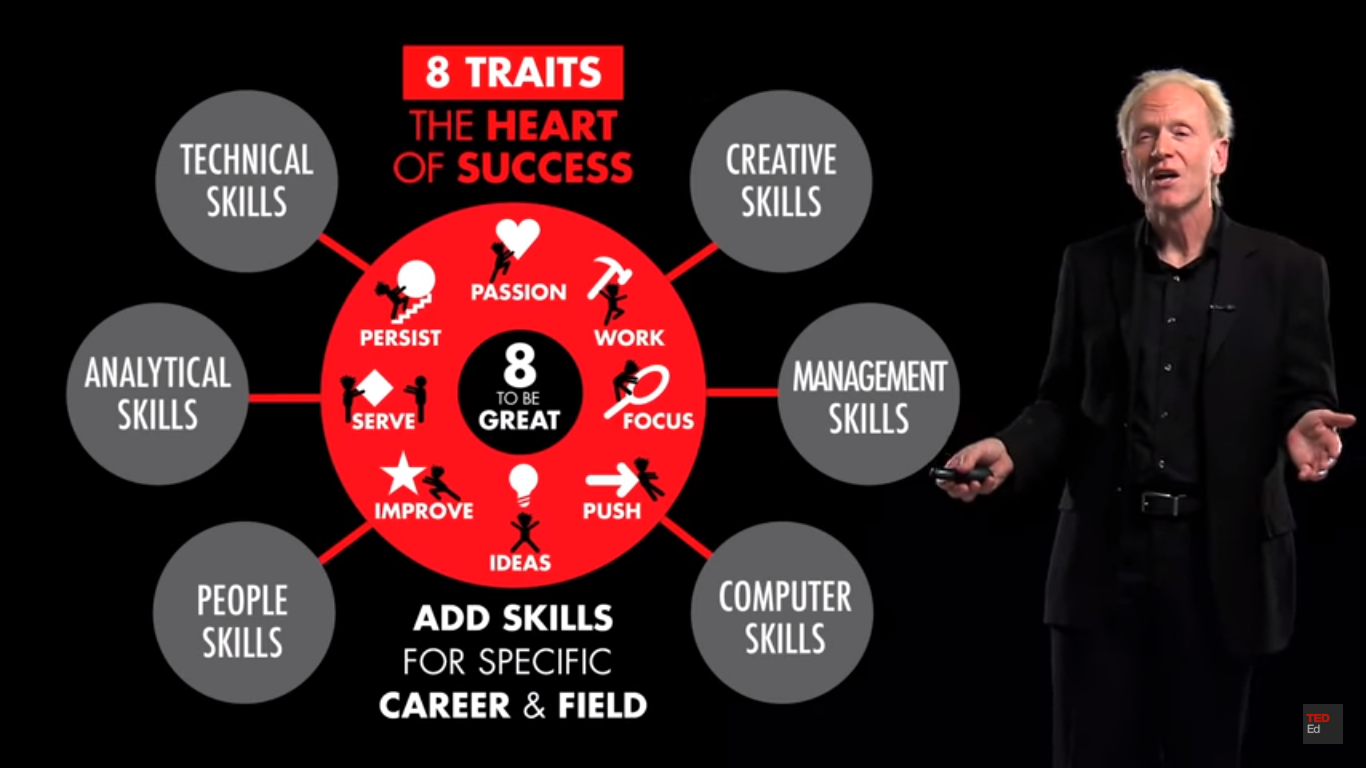 8 TRAITS
THE HEART
OF SUCCESS
TECHNICAL
SKILLS
CREATIVE
SKILLS
PASSION
PERSIST
WORK
8
TO BE
GREAT
ANALYTICAL
SKILLS
SERVE
FOCUS
MANAGEMENT
SKILLS
IMPROVE
PUSH
IDEAS
PEOPLE
SKILLS
COMPUTER
SKILLS
ADD SKILLS
FOR SPECIFIC
CAREER & FIELD
TED
Ed